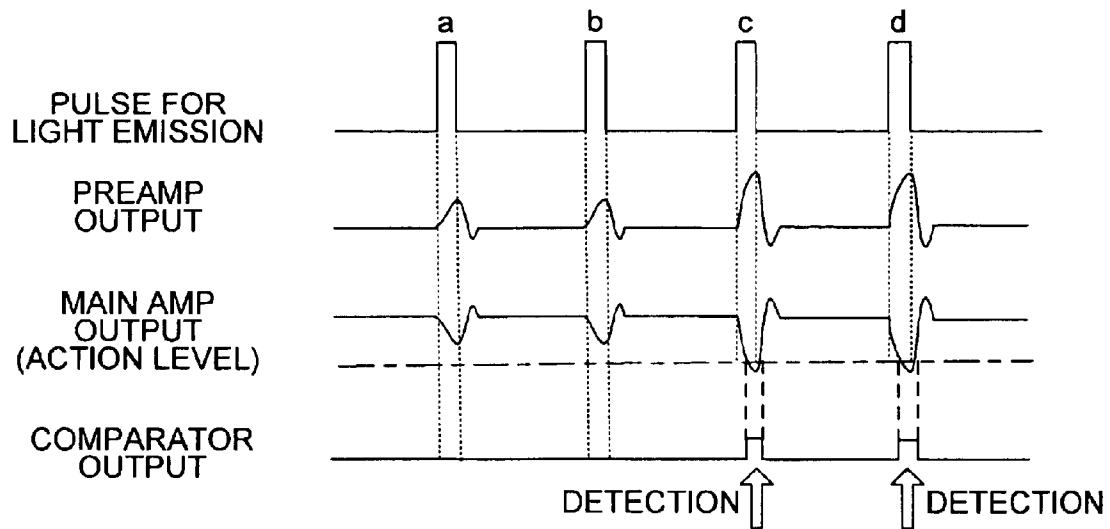 a b c d
PULSE FOR
LIGHT EMISSION
PREAMP
OUTPUT
MAIN AMP
OUTPUT
(ACTION LEVEL)
COMPARATOR
OUTPUT
DETECTION DETECTION